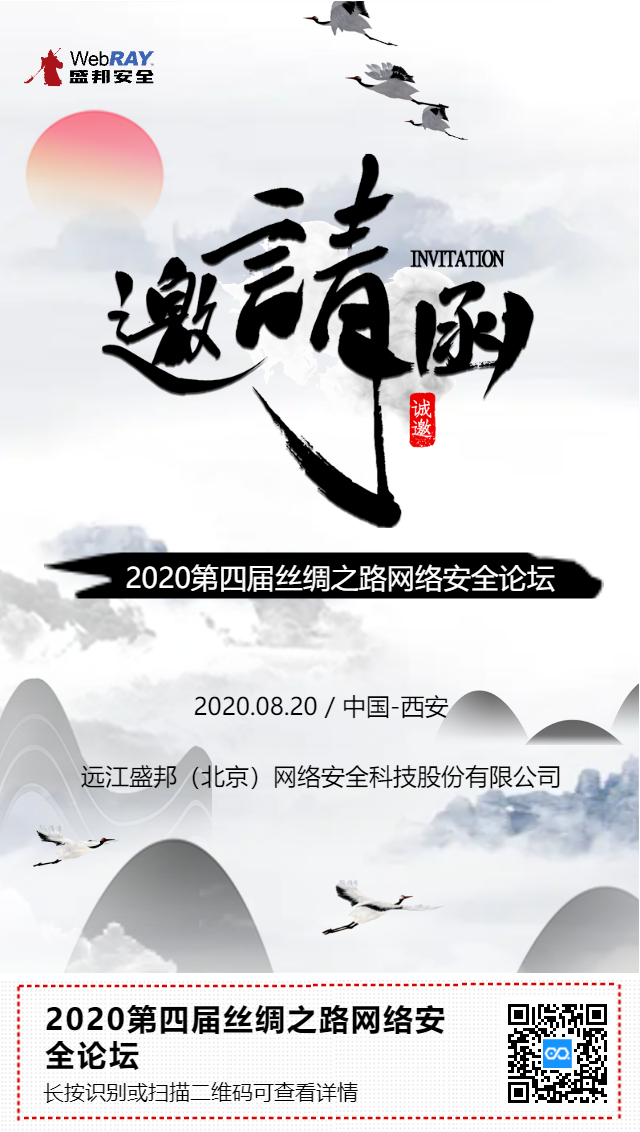 WebRAY
盛邦安全
邀請函
INVITATION
诚邀
2020第四届丝绸之路网络安全论坛
2020.08.20 / 中国-西安
远江盛邦（北京）网络安全科技股份有限公司
2020第四届丝绸之路网络安
全论坛
长按识别或扫描二维码可查看详情